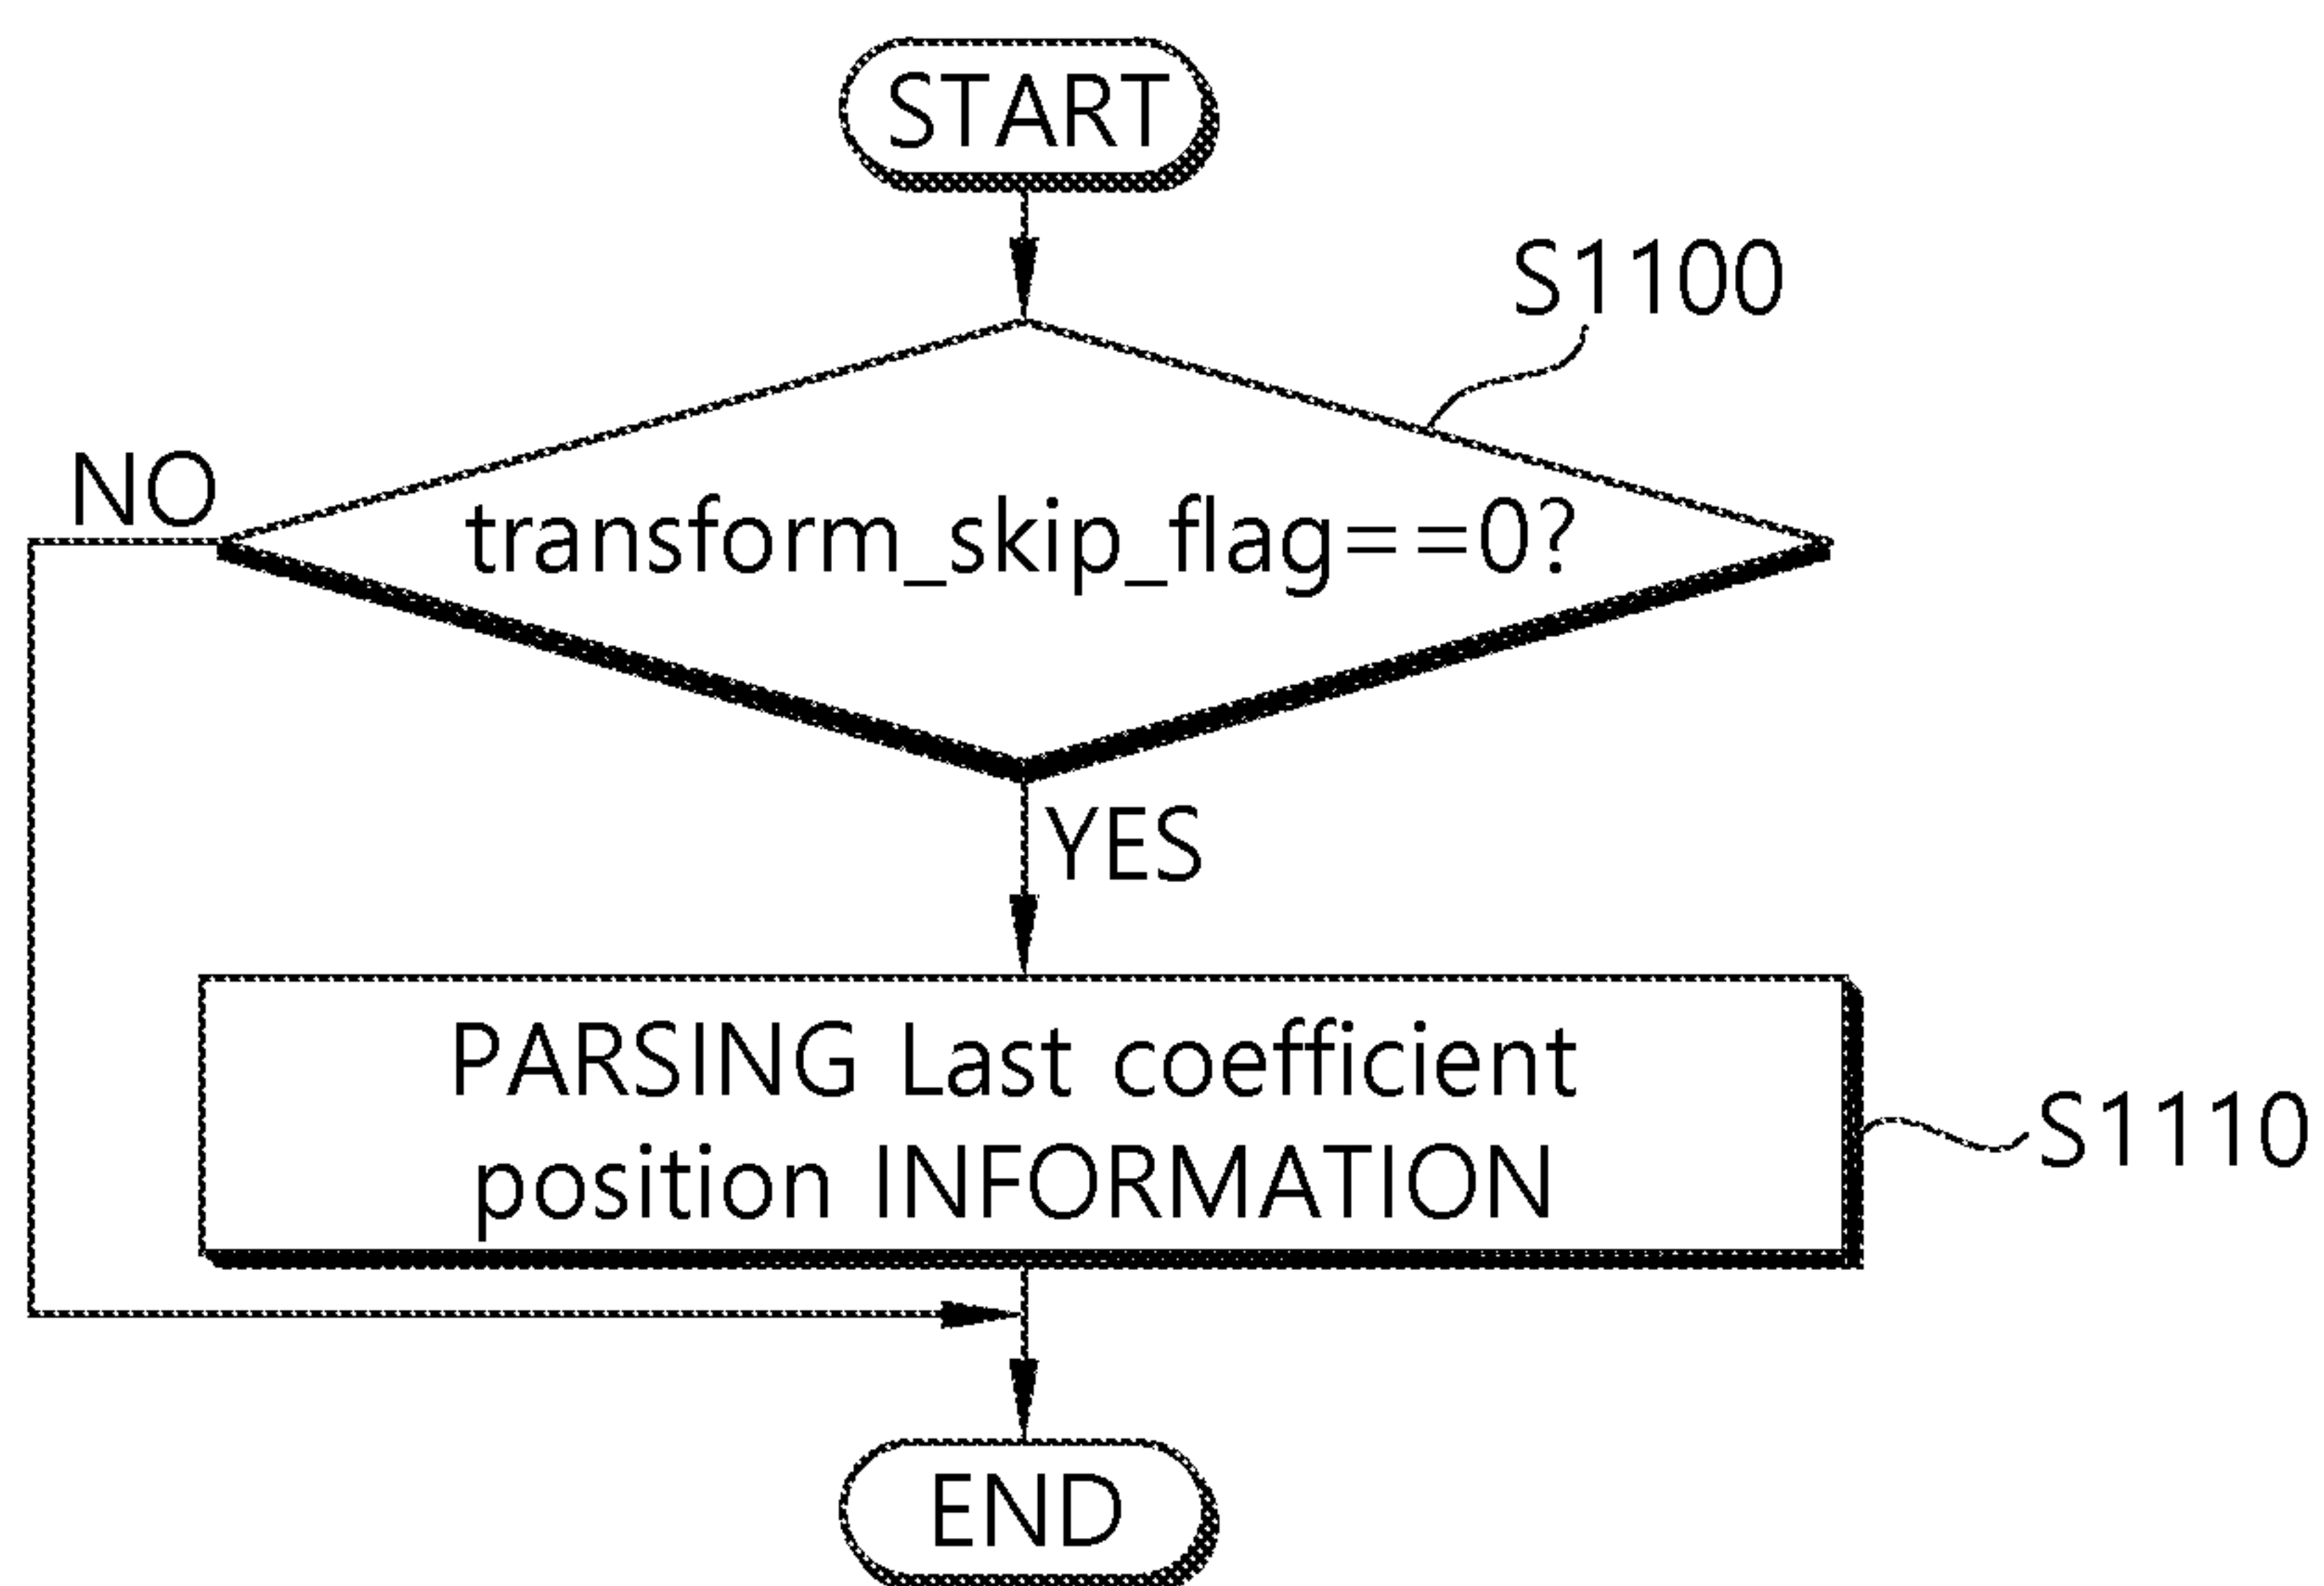 START
S1100
NO
transform_skip_flag==0?
YES
PARSING Last coefficient
position INFORMATION
S1110
END